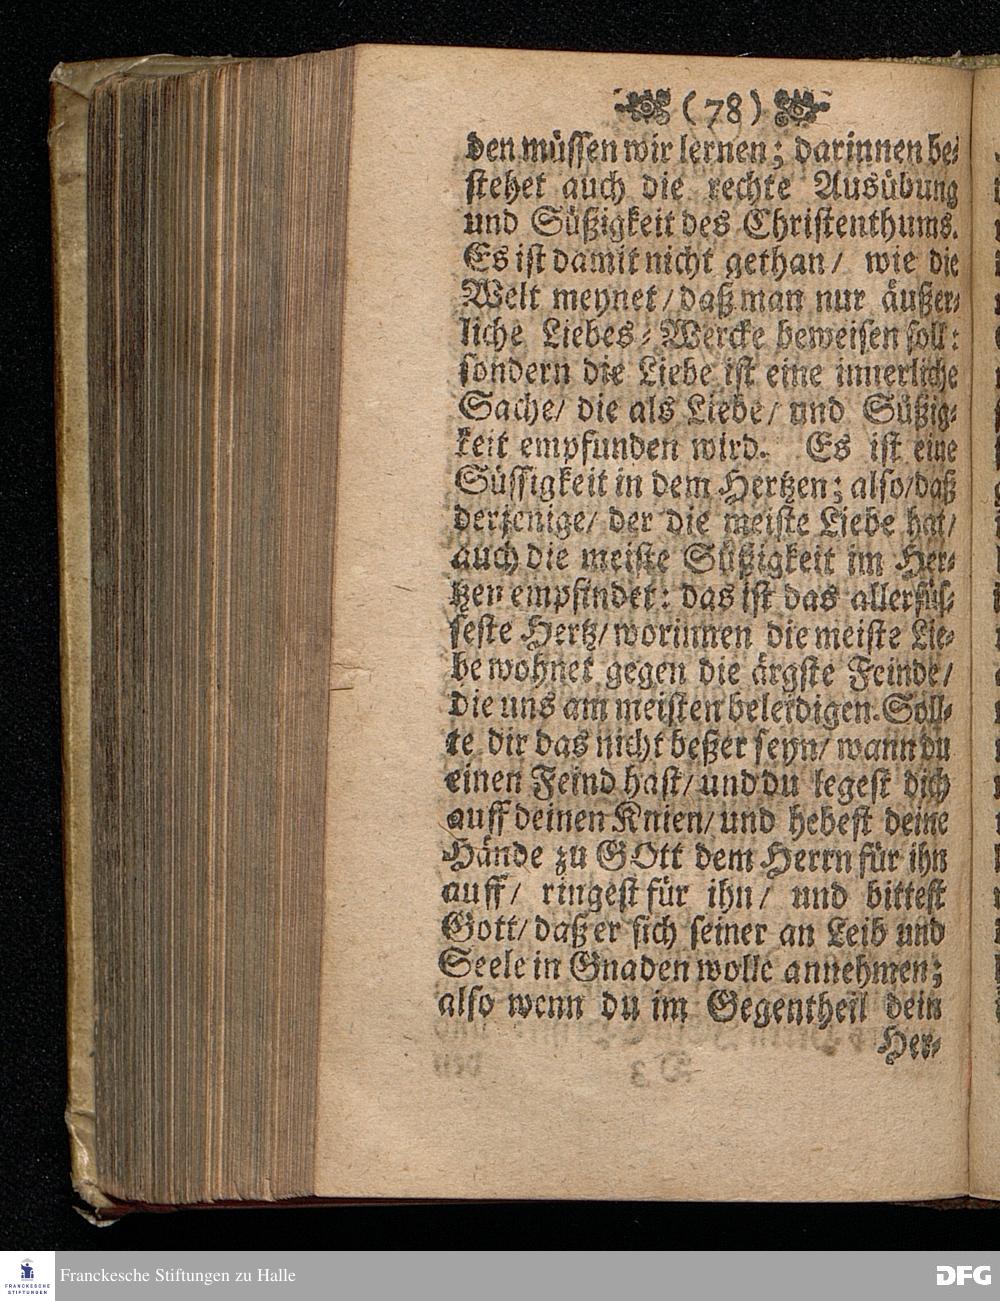 (78)
den müssen wir lernen; darinnen be-
stehet auch die rechte Ausübung
und Süßigkeit des Christenthums.
Es ist damit nicht gethan/ wie die
Welt meynet/ daß man nur äußer-
liche Liebes-Wercke beweisen soll:
sondern die Liebe ist eine innerliche
Sache/ die als Liebe/ und Süßig-
keit empfunden wird. Es ist eine
Süssigkeit in dem Hertzen; also/ daß
derjenige/ der die meiste Liebe hat/
auch die meiste Süßigkeit im Her-
tzen empfindet: das ist das allersüs-
seste Hertz/ worinnen die meiste Lie-
be wohnet gegen die ärgste Feinde/
die uns am meisten beleidigen. Soll-
te dir das nicht beßer seyn/ wann du
einen Feind hast/ und du legest dich
auff deinen Knien/ und hebest deine
Hände zu GOtt dem Herrn für ihn
auff/ ringest für ihn/ und bittest
Gott/ daß er sich seiner an Leib und
Seele in Gnaden wolle annehmen;
also wenn du im Gegentheil dein
Her-
FRANCKESCHE STIFTUNGEN
Franckesche Stiftungen zu Halle
DFG